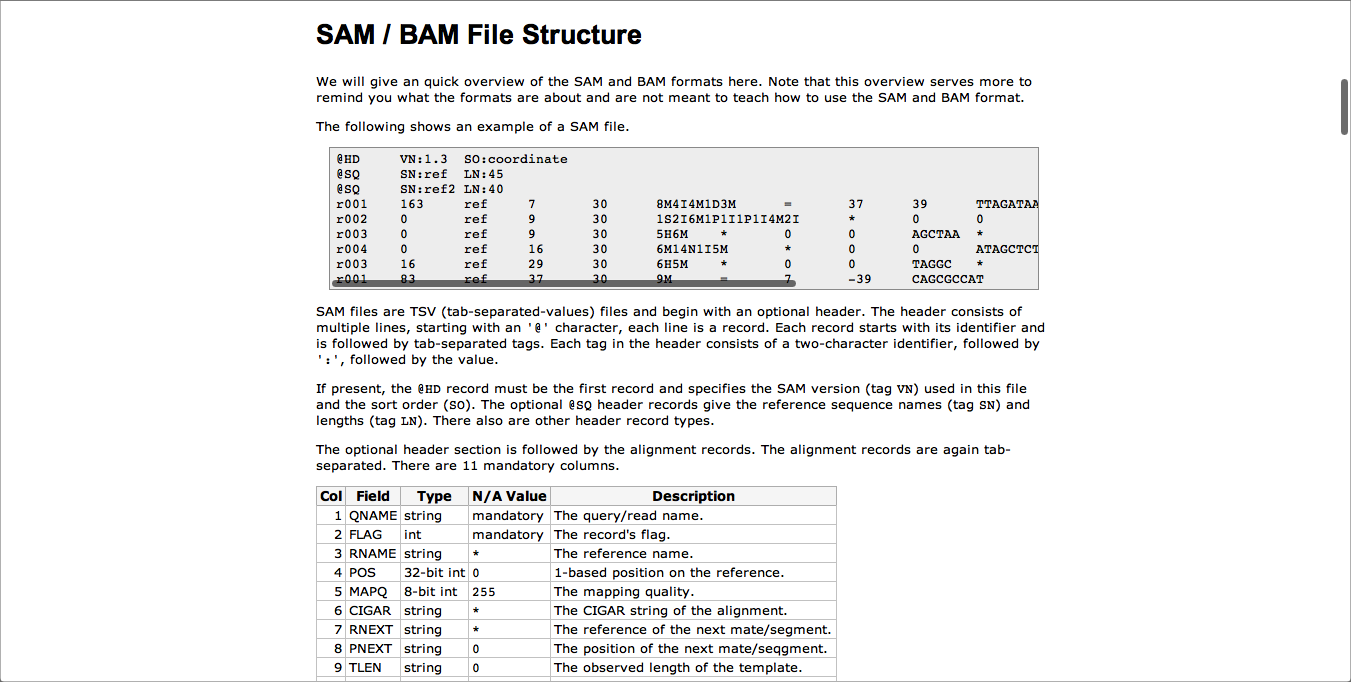 SAM / BAM File Structure
We will give an quick overview of the SAM and BAM formats here. Note that this overview serves more to
remind you what the formats are about and are not meant to teach how to use the SAM and BAM format.
The following shows an example of a SAM file.
@HD VN:1.3 SO:coordinate
@SQ SN:ref LN:45
@SQ SN:ref2 LN:40
r001 163 ref 7 30 8M4I4M1D3M = 37 39 TTAGATAA
r002 0 ref 9 30 1S2I6M1P1I1P1I4M2I * 0 0
r003 0 ref 9 30 5H6M * 0 0 AGCTAA *
r004 0 ref 16 30 6M14N1I5M * 0 0 ATAGCTCT
r003 16 ref 29 30 6H5M * 0 0 TAGGC *
r001 83 ref 37 30 9M = 7 -39 CAGCGCCAT
SAM files are TSV (tab-separated-values) files and begin with an optional header. The header consists of
multiple lines, starting with an '@' character, each line is a record. Each record starts with its identifier and
is followed by tab-separated tags. Each tag in the header consists of a two-character identifier, followed by
':', followed by the value.
If present, the @HD record must be the first record and specifies the SAM version (tag VN) used in this file
and the sort order (SO). The optional @SQ header records give the reference sequence names (tag SN) and
lengths (tag LN). There also are other header record types.
The optional header section is followed by the alignment records. The alignment records are again tab-
separated. There are 11 mandatory columns.
Col Field Type N/A Value Description
1 QNAME string mandatory The query/read name.
2 FLAG int mandatory The record's flag.
3 RNAME string * The reference name.
4 POS 32-bit int 0 1-based position on the reference.
5 MAPQ 8-bit int 255 The mapping quality.
6 CIGAR string * The CIGAR string of the alignment.
7 RNEXT string * The reference of the next mate/segment.
8 PNEXT string 0 The position of the next mate/seqgment.
9 TLEN string 0 The observed length of the template.